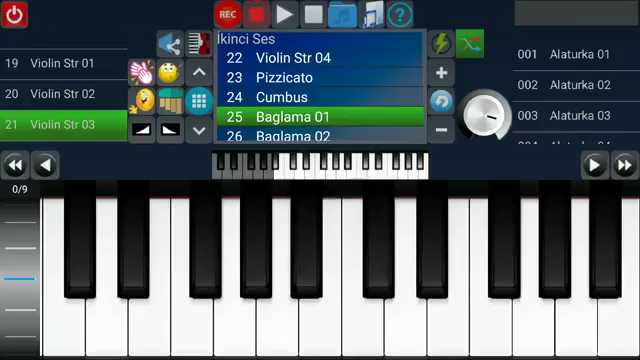 REC
?
19 Violin Str 01
20 Violin Str 02
21 Violin Str 03
İkinci Ses
22 Violin Str 04
23 Pizzicato
24 Cumbus
25 Baglama 01
26 Baglama 02
001 Alaturka 01
002 Alaturka 02
003 Alaturka 03
0/9